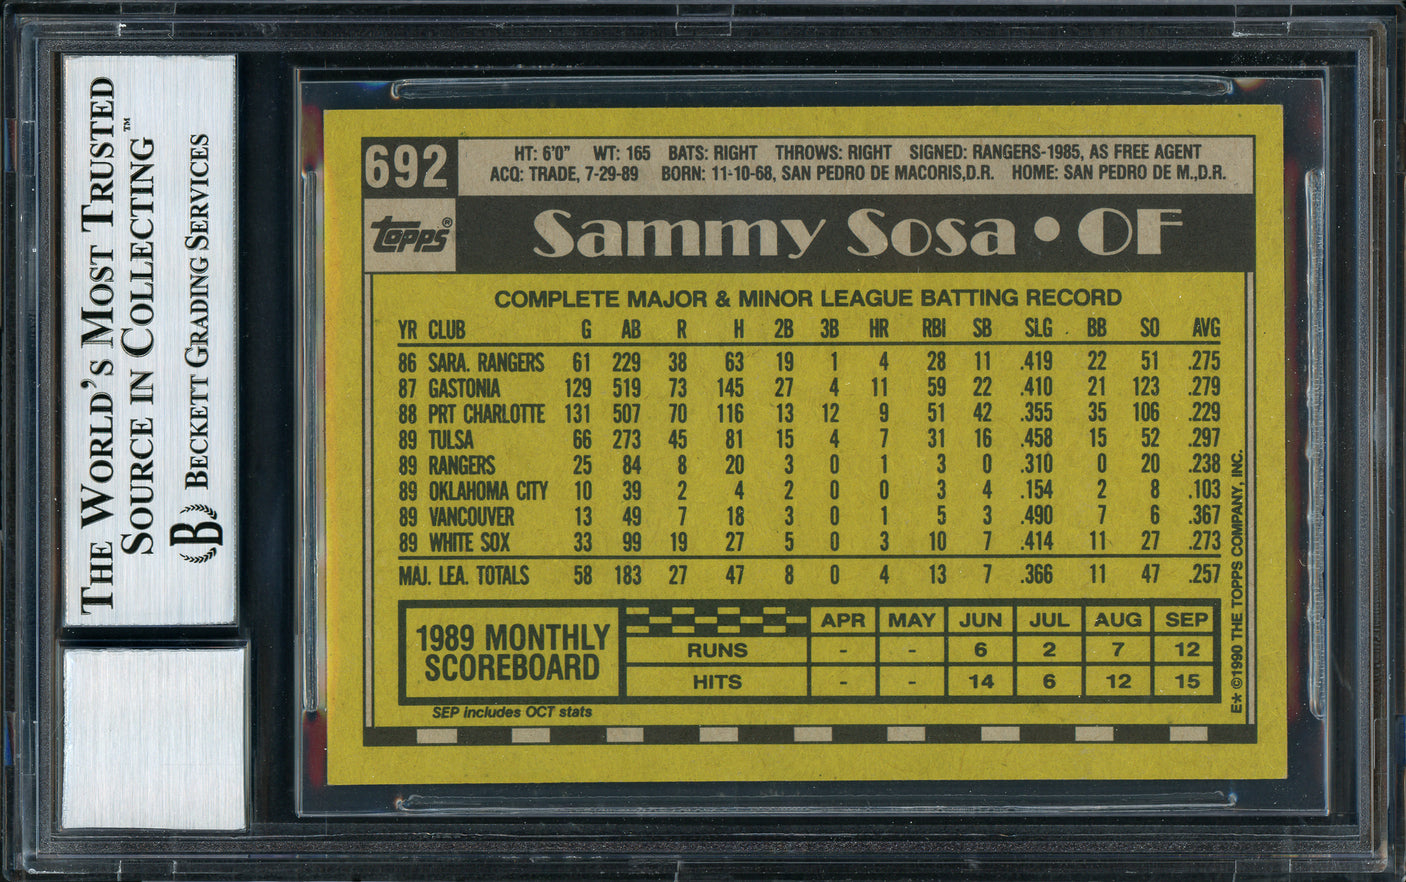 THE WORLD'S MOST TRUSTED
SOURCE IN COLLECTING™
BECKETT GRADING SERVICES
B
692
HT: 6'0" WT: 165 BATS: RIGHT THROWS: RIGHT SIGNED: RANGERS-1985, AS FREE AGENT
ACQ: TRADE, 7-29-89 BORN: 11-10-68, SAN PEDRO DE MACORIS,D.R. HOME: SAN PEDRO DE M.,D.R.
TOPPS®
Sammy Sosa • OF
COMPLETE MAJOR & MINOR LEAGUE BATTING RECORD
YR CLUB G AB R H 2B 3B HR RBI SB SLG BB SO AVG
86 SARA. RANGERS 61 229 38 63 19 1 4 28 11 .419 22 51 .275
87 GASTONIA 129 519 73 145 27 4 11 59 22 .410 21 123 .279
88 PRT CHARLOTTE 131 507 70 116 13 12 9 51 42 .355 35 106 .229
89 TULSA 66 273 45 81 15 4 7 31 16 .458 15 52 .297
89 RANGERS 25 84 8 20 3 0 1 3 0 .310 0 20 .238
89 OKLAHOMA CITY 10 39 2 4 2 0 0 3 4 .154 2 8 .103
89 VANCOUVER 13 49 7 18 3 0 1 5 3 .490 7 6 .367
89 WHITE SOX 33 99 19 27 5 0 3 10 7 .414 11 27 .273
MAJ. LEA. TOTALS 58 183 27 47 8 0 4 13 7 .366 11 47 .257
1989 MONTHLY
SCOREBOARD
APR MAY JUN JUL AUG SEP
RUNS - - 6 2 7 12
HITS - - 14 6 12 15
SEP includes OCT stats
E* ©1990 THE TOPPS COMPANY, INC.